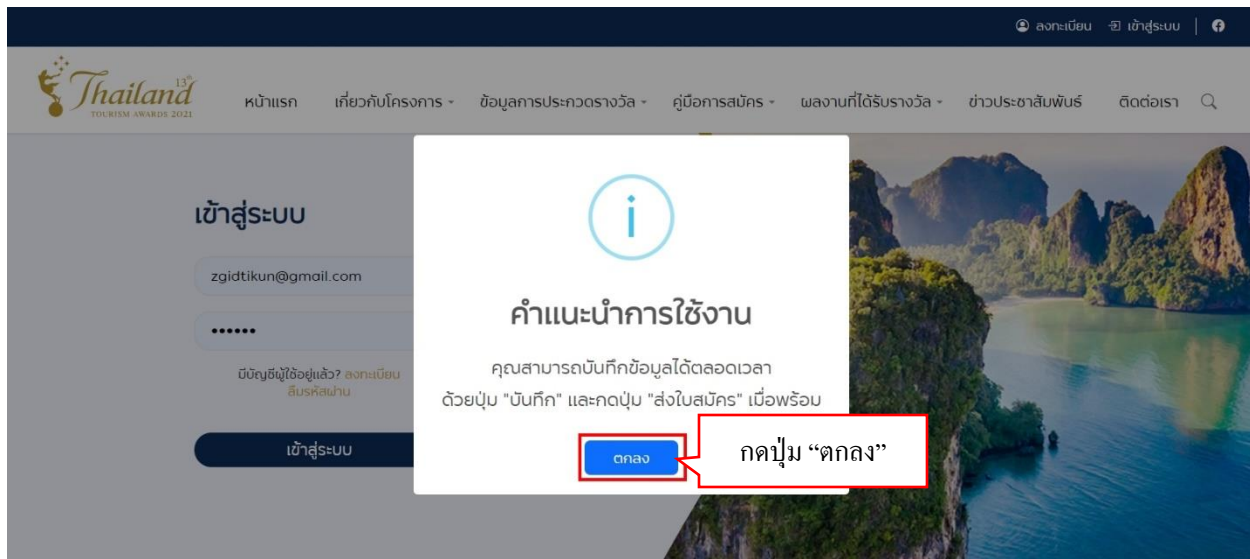 ลงทะเบียน เข้าสู่ระบบ
Thailand 13th
TOURISM AWARDS 2021
หน้าแรก เกี่ยวกับโครงการ ข้อมูลการประกวดรางวัล คู่มือการสมัคร ผลงานที่ได้รับรางวัล ข่าวประชาสัมพันธ์ ติดต่อเรา
เข้าสู่ระบบ
zgidtikun@gmail.com
••••••
มีบัญชีผู้ใช้อยู่แล้ว? ลงทะเบียน
ลืมรหัสผ่าน
เข้าสู่ระบบ
คำแนะนำการใช้งาน
คุณสามารถบันทึกข้อมูลได้ตลอดเวลา
ด้วยปุ่ม "บันทึก" และกดปุ่ม "ส่งใบสมัคร" เมื่อพร้อม
ตกลง
กดปุ่ม “ตกลง”